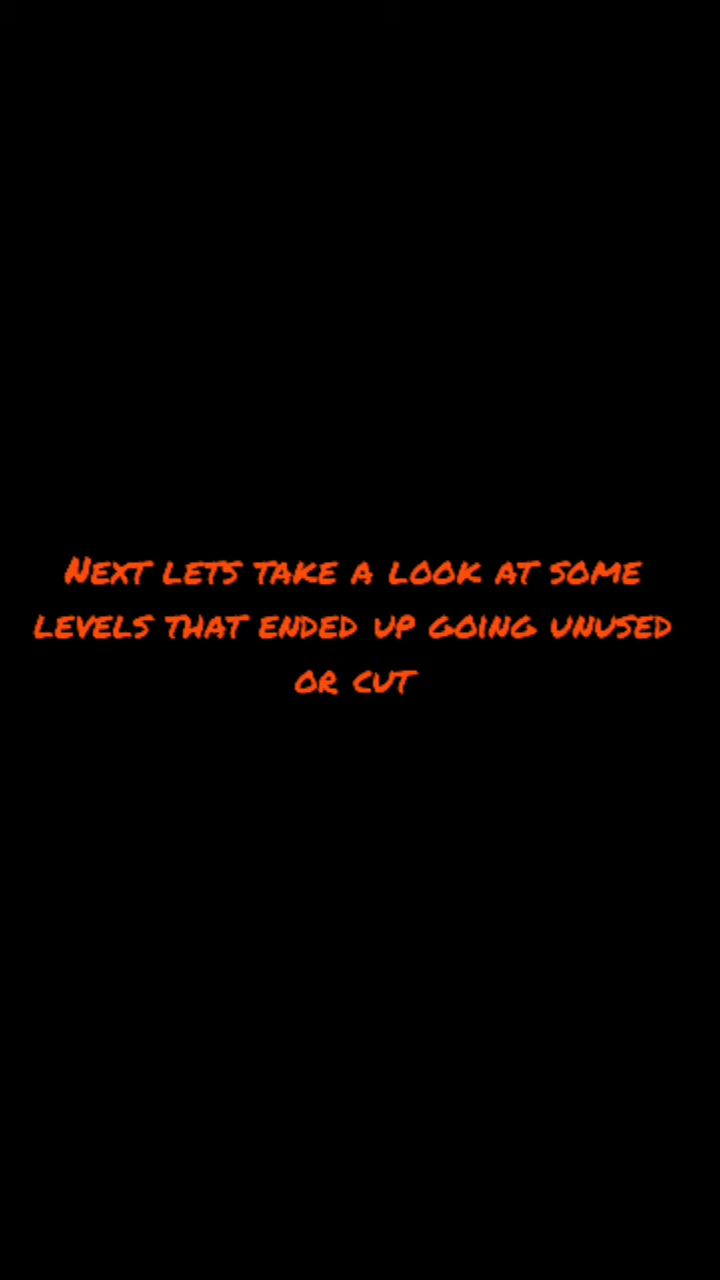 Next lets take a look at some
levels that ended up going unused
or cut